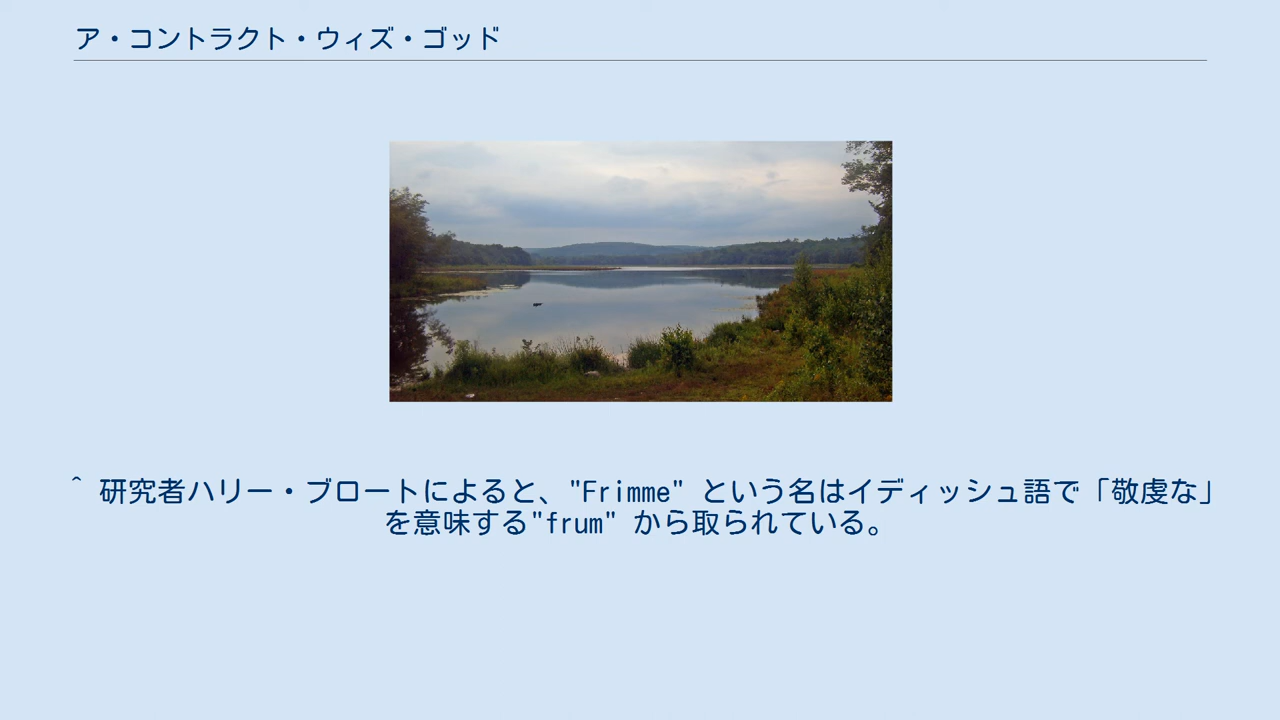 ア・コントラクト・ウィズ・ゴッド
^ 研究者ハリー・ブロートによると、"Frimme" という名はイディッシュ語で「敬虔な」
を意味する"frum" から取られている。